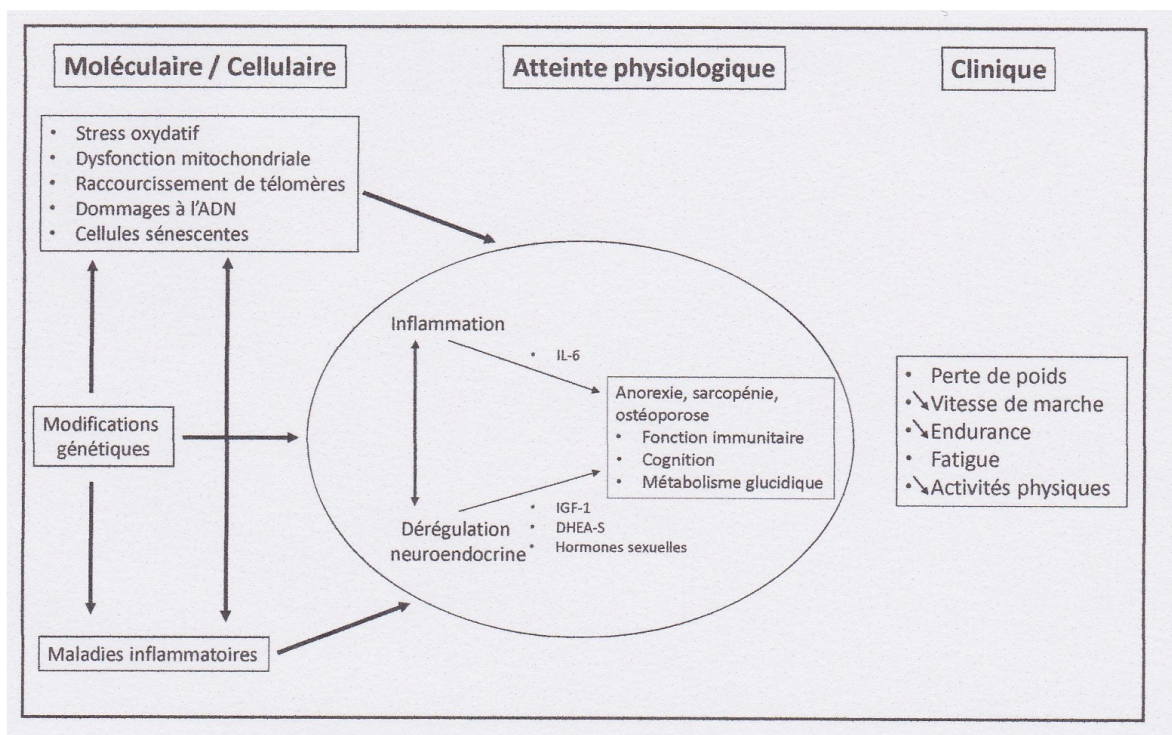 Moléculaire / Cellulaire
Atteinte physiologique
Clinique
• Stress oxydatif
• Dysfonction mitochondriale
• Raccourcissement de télomères
• Dommages à l'ADN
• Cellules sénescentes
Modifications
génétiques
Maladies inflammatoires
Inflammation
• IL-6
Anorexie, sarcopénie,
ostéoporose
• Fonction immunitaire
• Cognition
• Métabolisme glucidique
Dérégulation
neuroendocrine
• IGF-1
• DHEA-S
• Hormones sexuelles
• Perte de poids
• ↘Vitesse de marche
• ↘Endurance
• Fatigue
• ↘Activités physiques